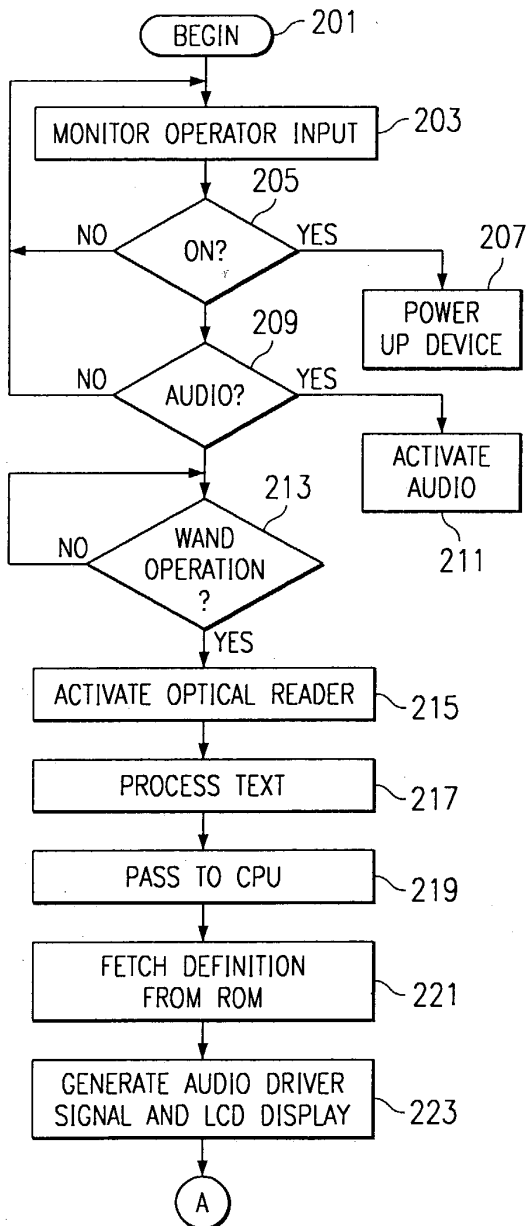 BEGIN
201
MONITOR OPERATOR INPUT
203
205
NO
ON?
YES
207
POWER
UP DEVICE
209
NO
AUDIO?
YES
ACTIVATE
AUDIO
211
213
NO
WAND
OPERATION
?
YES
ACTIVATE OPTICAL READER
215
PROCESS TEXT
217
PASS TO CPU
219
FETCH DEFINITION
FROM ROM
221
GENERATE AUDIO DRIVER
SIGNAL AND LCD DISPLAY
223
A